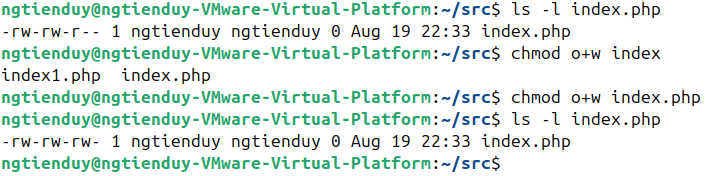 ngtienduy@ngtienduy-VMware-Virtual-Platform:~/src$ ls -l index.php
-rw-rw-r-- 1 ngtienduy ngtienduy 0 Aug 19 22:33 index.php
ngtienduy@ngtienduy-VMware-Virtual-Platform:~/src$ chmod o+w index
index1.php  index.php
ngtienduy@ngtienduy-VMware-Virtual-Platform:~/src$ chmod o+w index.php
ngtienduy@ngtienduy-VMware-Virtual-Platform:~/src$ ls -l index.php
-rw-rw-rw- 1 ngtienduy ngtienduy 0 Aug 19 22:33 index.php
ngtienduy@ngtienduy-VMware-Virtual-Platform:~/src$